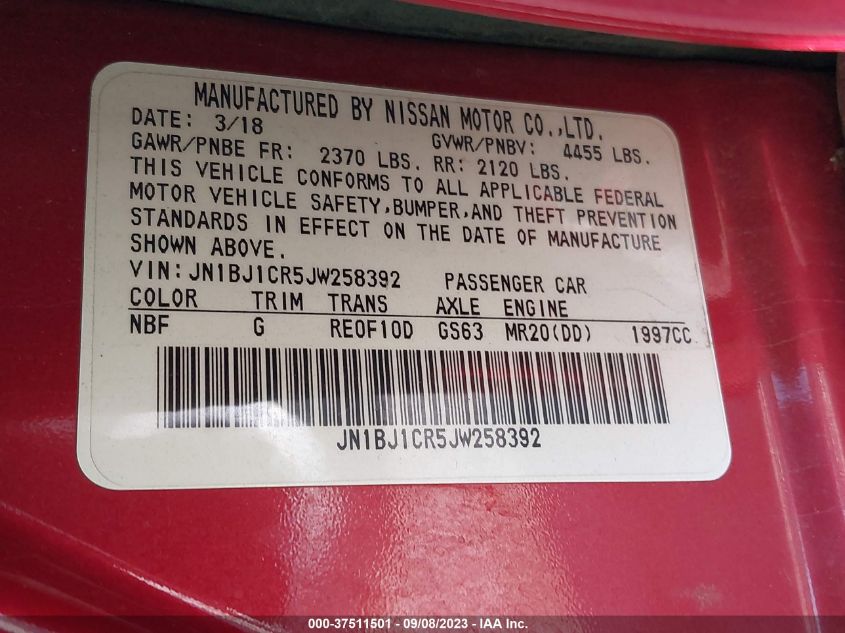 MANUFACTURED BY NISSAN MOTOR CO.,LTD.
DATE: 3/18 GVWR/PNBV: 4455 LBS.
GAWR/PNBE FR: 2370 LBS. RR: 2120 LBS.
THIS VEHICLE CONFORMS TO ALL APPLICABLE FEDERAL
MOTOR VEHICLE SAFETY,BUMPER,AND THEFT PREVENTION
STANDARDS IN EFFECT ON THE DATE OF MANUFACTURE
SHOWN ABOVE.
VIN:JN1BJ1CR5JW258392 PASSENGER CAR
COLOR TRIM TRANS AXLE ENGINE
NBF G RE0F10D GS63 MR20(DD) 1997CC
JN1BJ1CR5JW258392
000-37511501 - 09/08/2023 - IAA Inc.